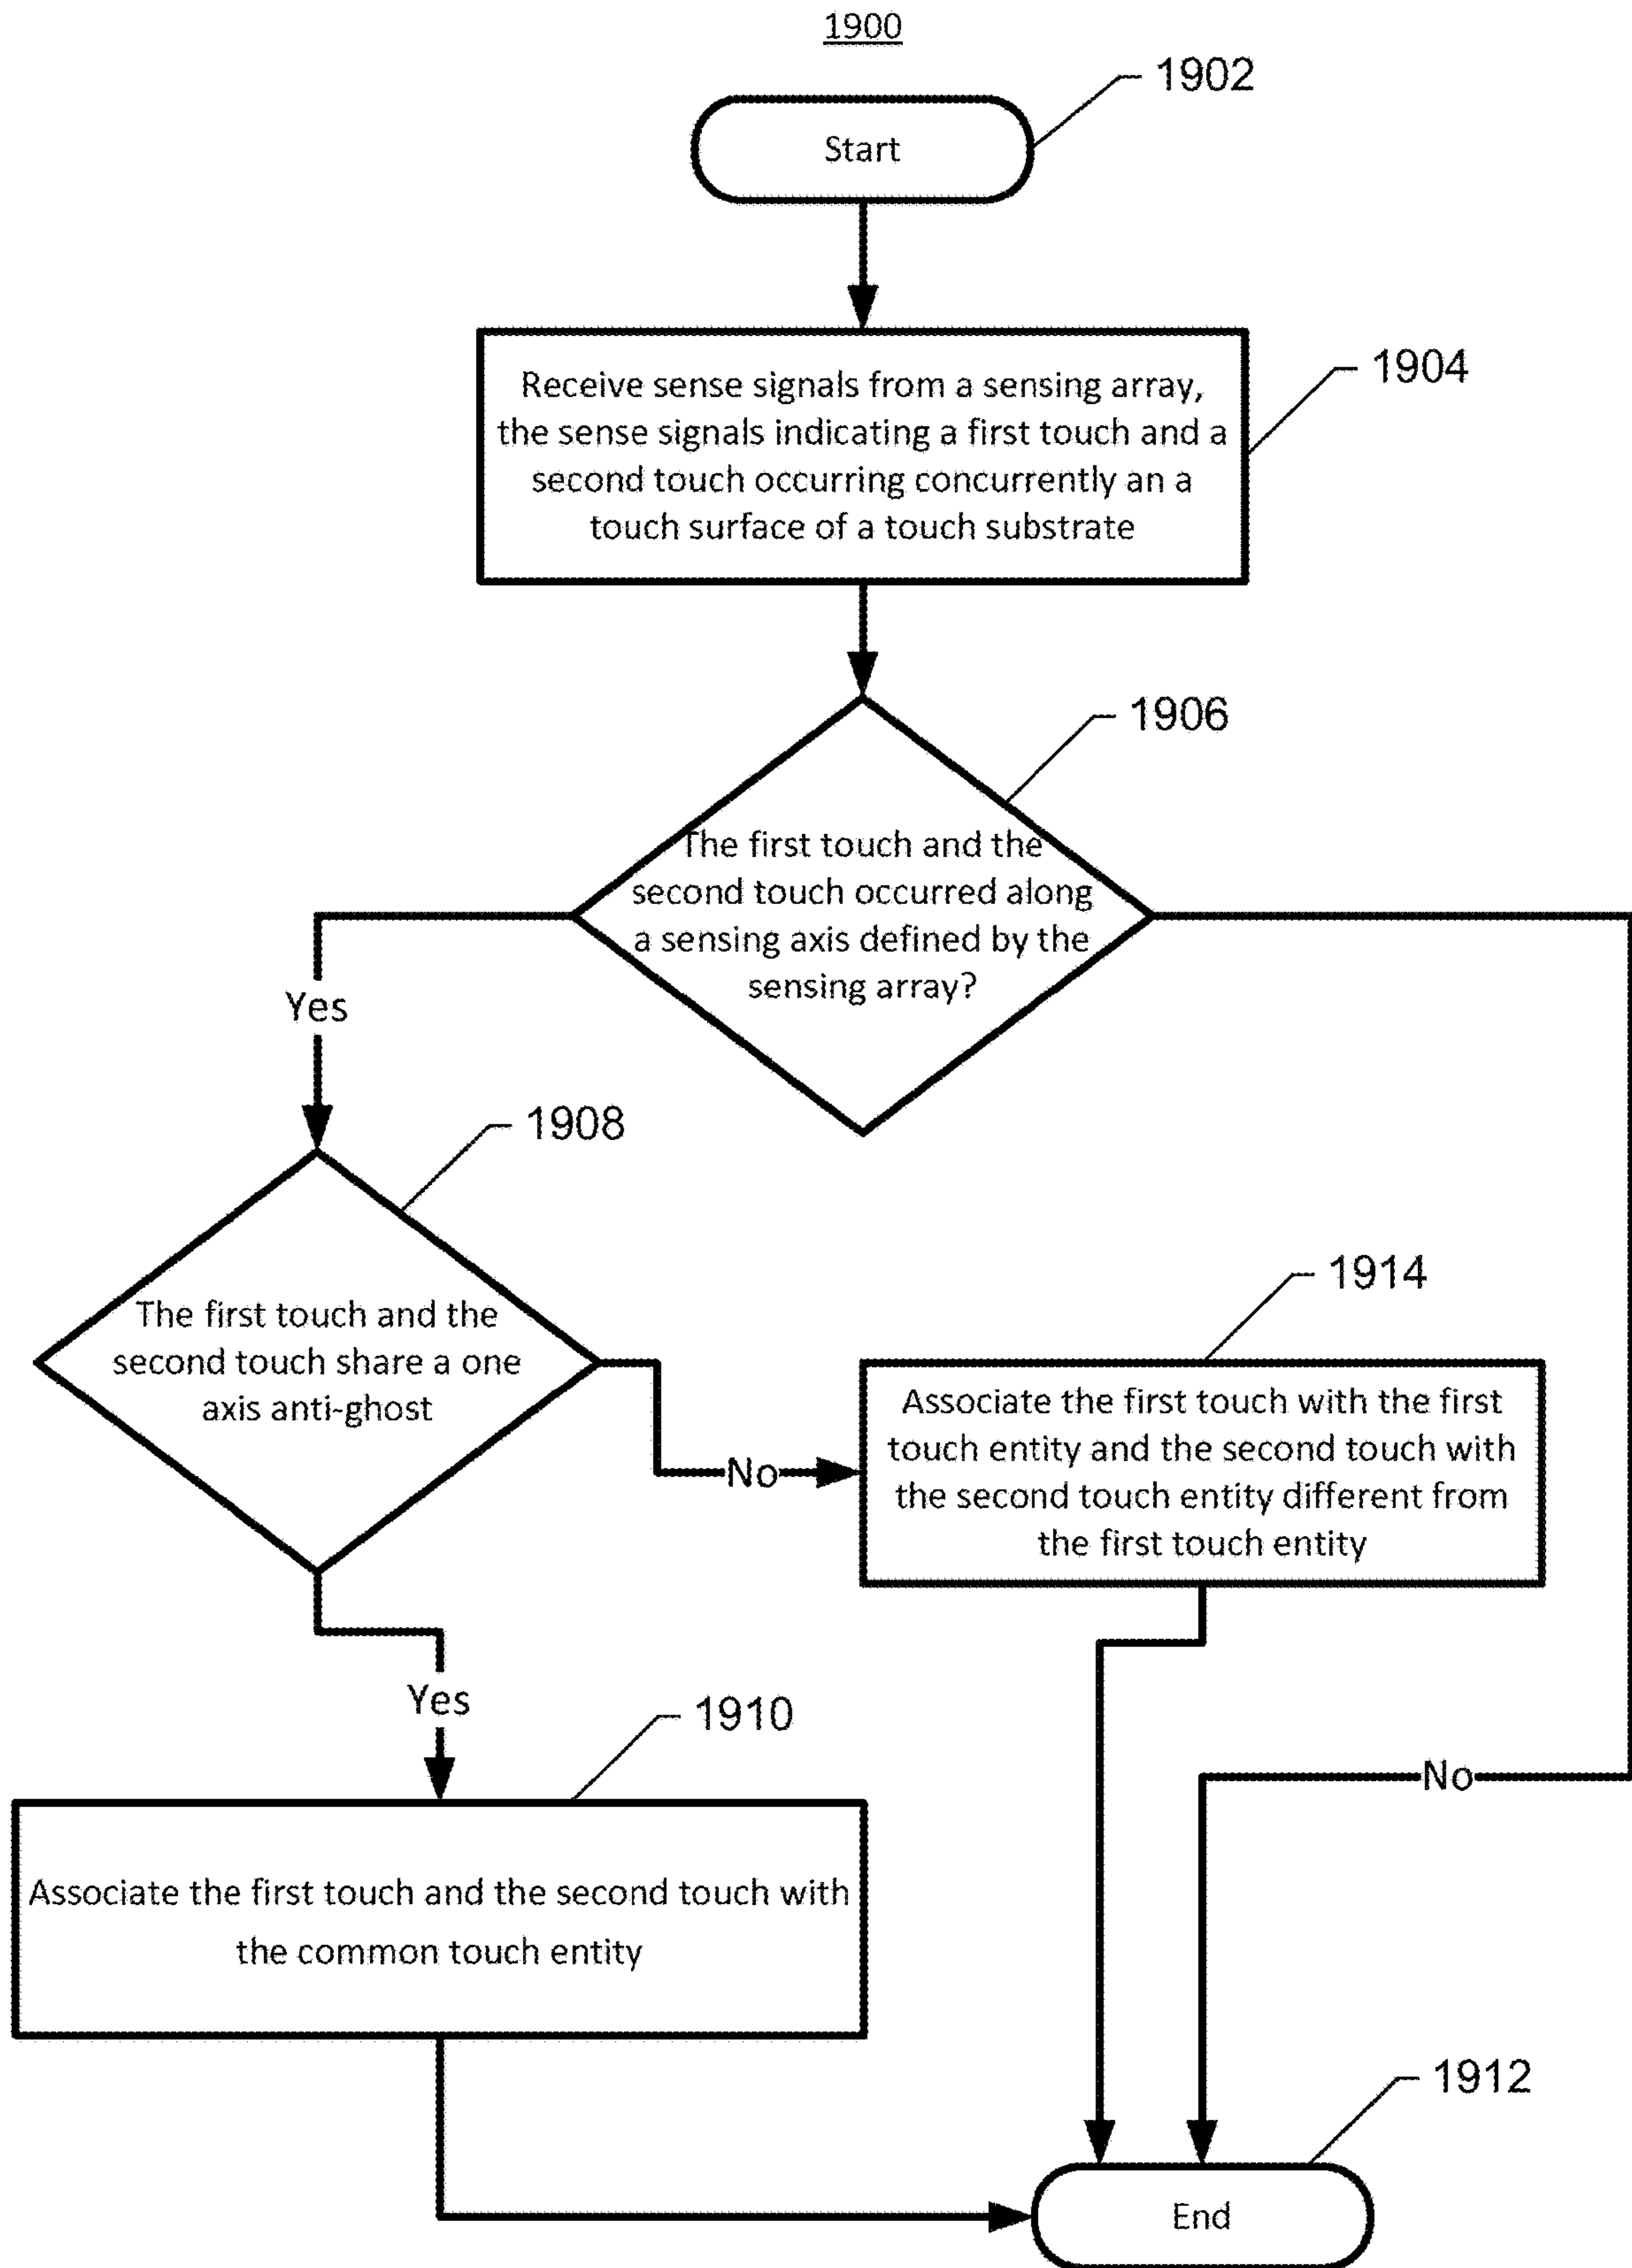 1900
1902
Start
1904
Receive sense signals from a sensing array,
the sense signals indicating a first touch and a
second touch occurring concurrently an a
touch surface of a touch substrate
1906
The first touch and the
second touch occurred along
a sensing axis defined by the
sensing array?
Yes
1908
The first touch and the
second touch share a one
axis anti-ghost
1914
Associate the first touch with the first
touch entity and the second touch with
the second touch entity different from
the first touch entity
No
Yes
1910
No
Associate the first touch and the second touch with
the common touch entity
1912
End